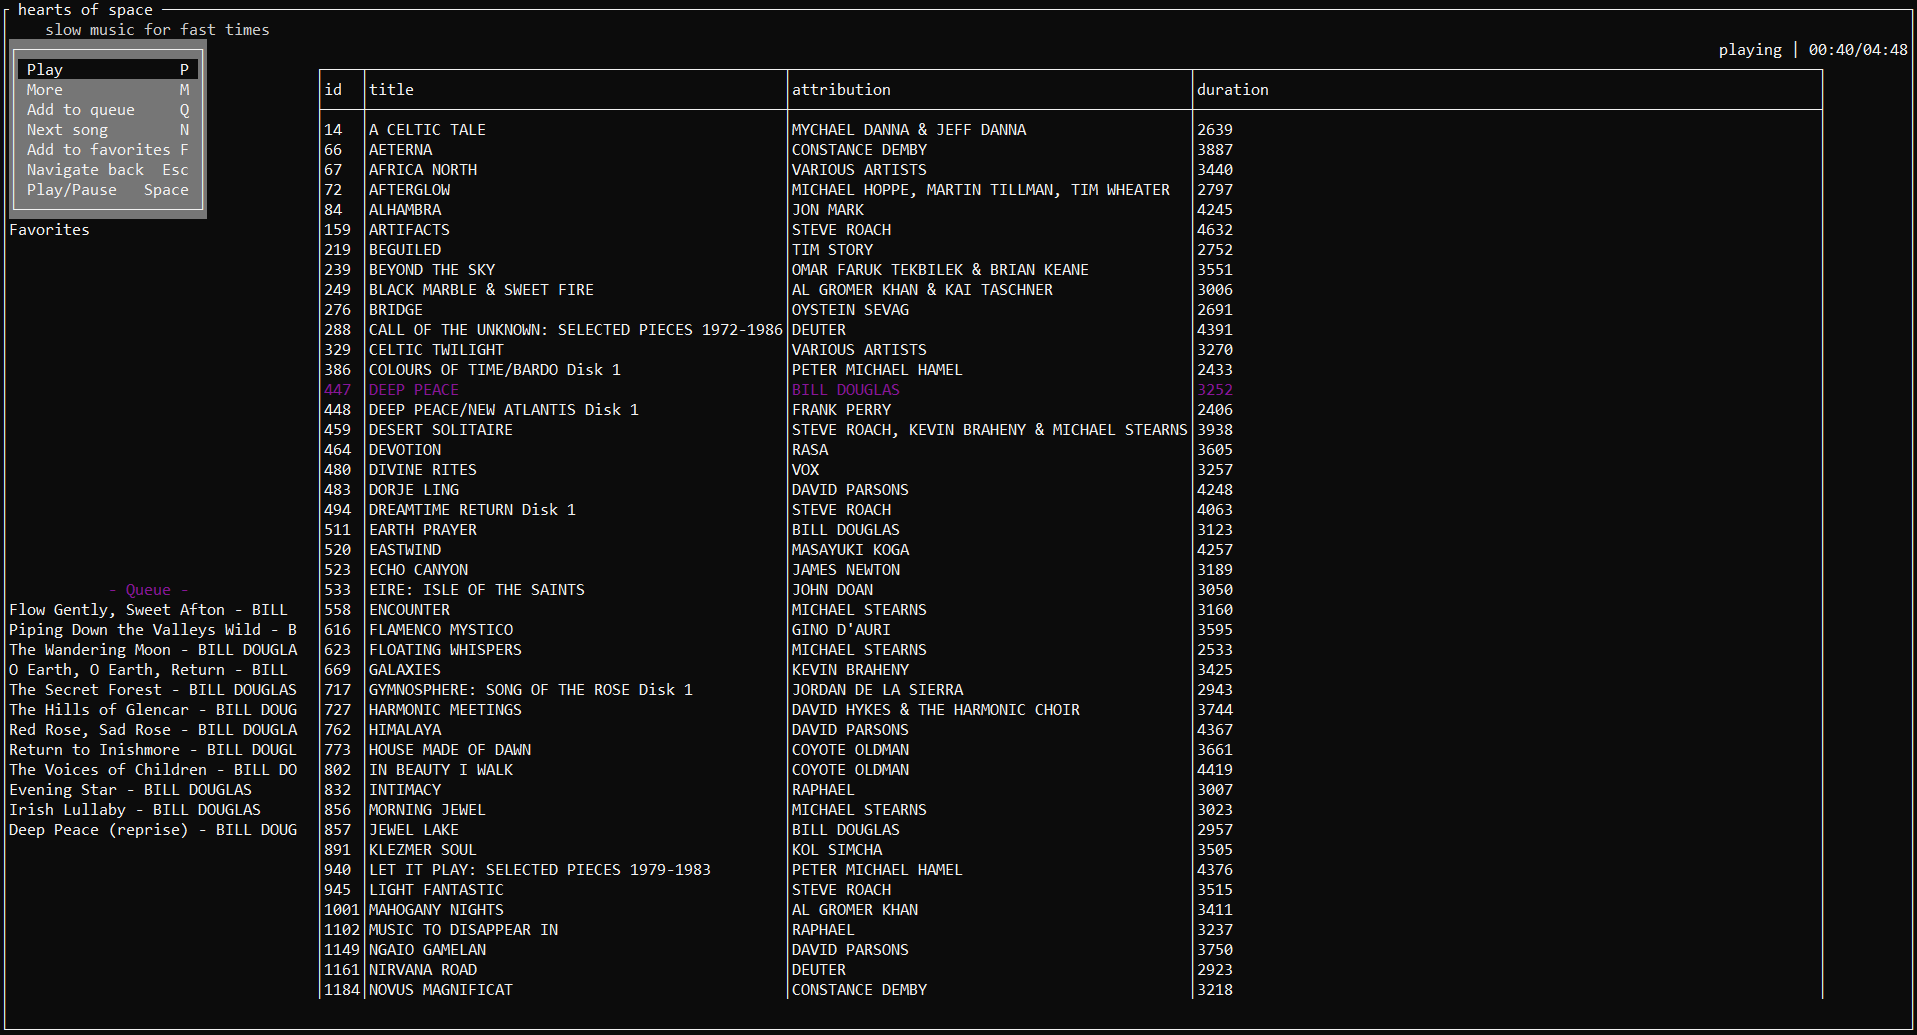 hearts of space
slow music for fast times
playing | 00:40/04:48
Play P
More M
Add to queue Q
Next song N
Add to favorites F
Navigate back Esc
Play/Pause Space
Favorites
- Queue -
Flow Gently, Sweet Afton - BILL
Piping Down the Valleys Wild - B
The Wandering Moon - BILL DOUGLA
O Earth, O Earth, Return - BILL
The Secret Forest - BILL DOUGLAS
The Hills of Glencar - BILL DOUG
Red Rose, Sad Rose - BILL DOUGLA
Return to Inishmore - BILL DOUGL
The Voices of Children - BILL DO
Evening Star - BILL DOUGLAS
Irish Lullaby - BILL DOUGLAS
Deep Peace (reprise) - BILL DOUG
id title attribution duration
14 A CELTIC TALE MYCHAEL DANNA & JEFF DANNA 2639
66 AETERNA CONSTANCE DEMBY 3887
67 AFRICA NORTH VARIOUS ARTISTS 3440
72 AFTERGLOW MICHAEL HOPPE, MARTIN TILLMAN, TIM WHEATER 2797
84 ALHAMBRA JON MARK 4245
159 ARTIFACTS STEVE ROACH 4632
219 BEGUILED TIM STORY 2752
239 BEYOND THE SKY OMAR FARUK TEKBILEK & BRIAN KEANE 3551
249 BLACK MARBLE & SWEET FIRE AL GROMER KHAN & KAI TASCHNER 3006
276 BRIDGE OYSTEIN SEVAG 2691
288 CALL OF THE UNKNOWN: SELECTED PIECES 1972-1986 DEUTER 4391
329 CELTIC TWILIGHT VARIOUS ARTISTS 3270
386 COLOURS OF TIME/BARDO Disk 1 PETER MICHAEL HAMEL 2433
447 DEEP PEACE BILL DOUGLAS 3252
448 DEEP PEACE/NEW ATLANTIS Disk 1 FRANK PERRY 2406
459 DESERT SOLITAIRE STEVE ROACH, KEVIN BRAHENY & MICHAEL STEARNS 3938
464 DEVOTION RASA 3605
480 DIVINE RITES VOX 3257
483 DORJE LING DAVID PARSONS 4248
494 DREAMTIME RETURN Disk 1 STEVE ROACH 4063
511 EARTH PRAYER BILL DOUGLAS 3123
520 EASTWIND MASAYUKI KOGA 4257
523 ECHO CANYON JAMES NEWTON 3189
533 EIRE: ISLE OF THE SAINTS JOHN DOAN 3050
558 ENCOUNTER MICHAEL STEARNS 3160
616 FLAMENCO MYSTICO GINO D'AURI 3595
623 FLOATING WHISPERS MICHAEL STEARNS 2533
669 GALAXIES KEVIN BRAHENY 3425
717 GYMNOSPHERE: SONG OF THE ROSE Disk 1 JORDAN DE LA SIERRA 2943
727 HARMONIC MEETINGS DAVID HYKES & THE HARMONIC CHOIR 3744
762 HIMALAYA DAVID PARSONS 4367
773 HOUSE MADE OF DAWN COYOTE OLDMAN 3661
802 IN BEAUTY I WALK COYOTE OLDMAN 4419
832 INTIMACY RAPHAEL 3007
856 MORNING JEWEL MICHAEL STEARNS 3023
857 JEWEL LAKE BILL DOUGLAS 2957
891 KLEZMER SOUL KOL SIMCHA 3505
940 LET IT PLAY: SELECTED PIECES 1979-1983 PETER MICHAEL HAMEL 4376
945 LIGHT FANTASTIC STEVE ROACH 3515
1001 MAHOGANY NIGHTS AL GROMER KHAN 3411
1102 MUSIC TO DISAPPEAR IN RAPHAEL 3237
1149 NGAIO GAMELAN DAVID PARSONS 3750
1161 NIRVANA ROAD DEUTER 2923
1184 NOVUS MAGNIFICAT CONSTANCE DEMBY 3218